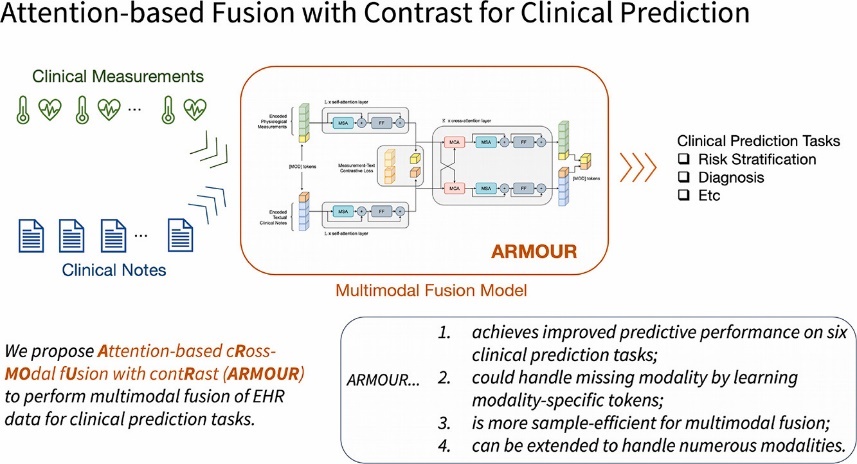 Attention-based Fusion with Contrast for Clinical Prediction
Clinical Measurements
...
Clinical Notes
...
Encoded
Physiological
Measurements
L x self-attention layer
MSA
+
FF
+
[MOD] tokens
Measurement-Text
Contrastive Loss
Encoded
Textual
Clinical Notes
MSA
+
FF
+
L x self-attention layer
x cross-attention layer
MCA
MSA
+
FF
+
MCA
MSA
+
FF
+
[MOD] tokens
ARMOUR
Multimodal Fusion Model
Clinical Prediction Tasks
Risk Stratification
Diagnosis
Etc
We propose Attention-based cRoss-
MOdal fUsion with contRast (ARMOUR)
to perform multimodal fusion of EHR
data for clinical prediction tasks.
ARMOUR...
1. achieves improved predictive performance on six
clinical prediction tasks;
2. could handle missing modality by learning
modality-specific tokens;
3. is more sample-efficient for multimodal fusion;
4. can be extended to handle numerous modalities.